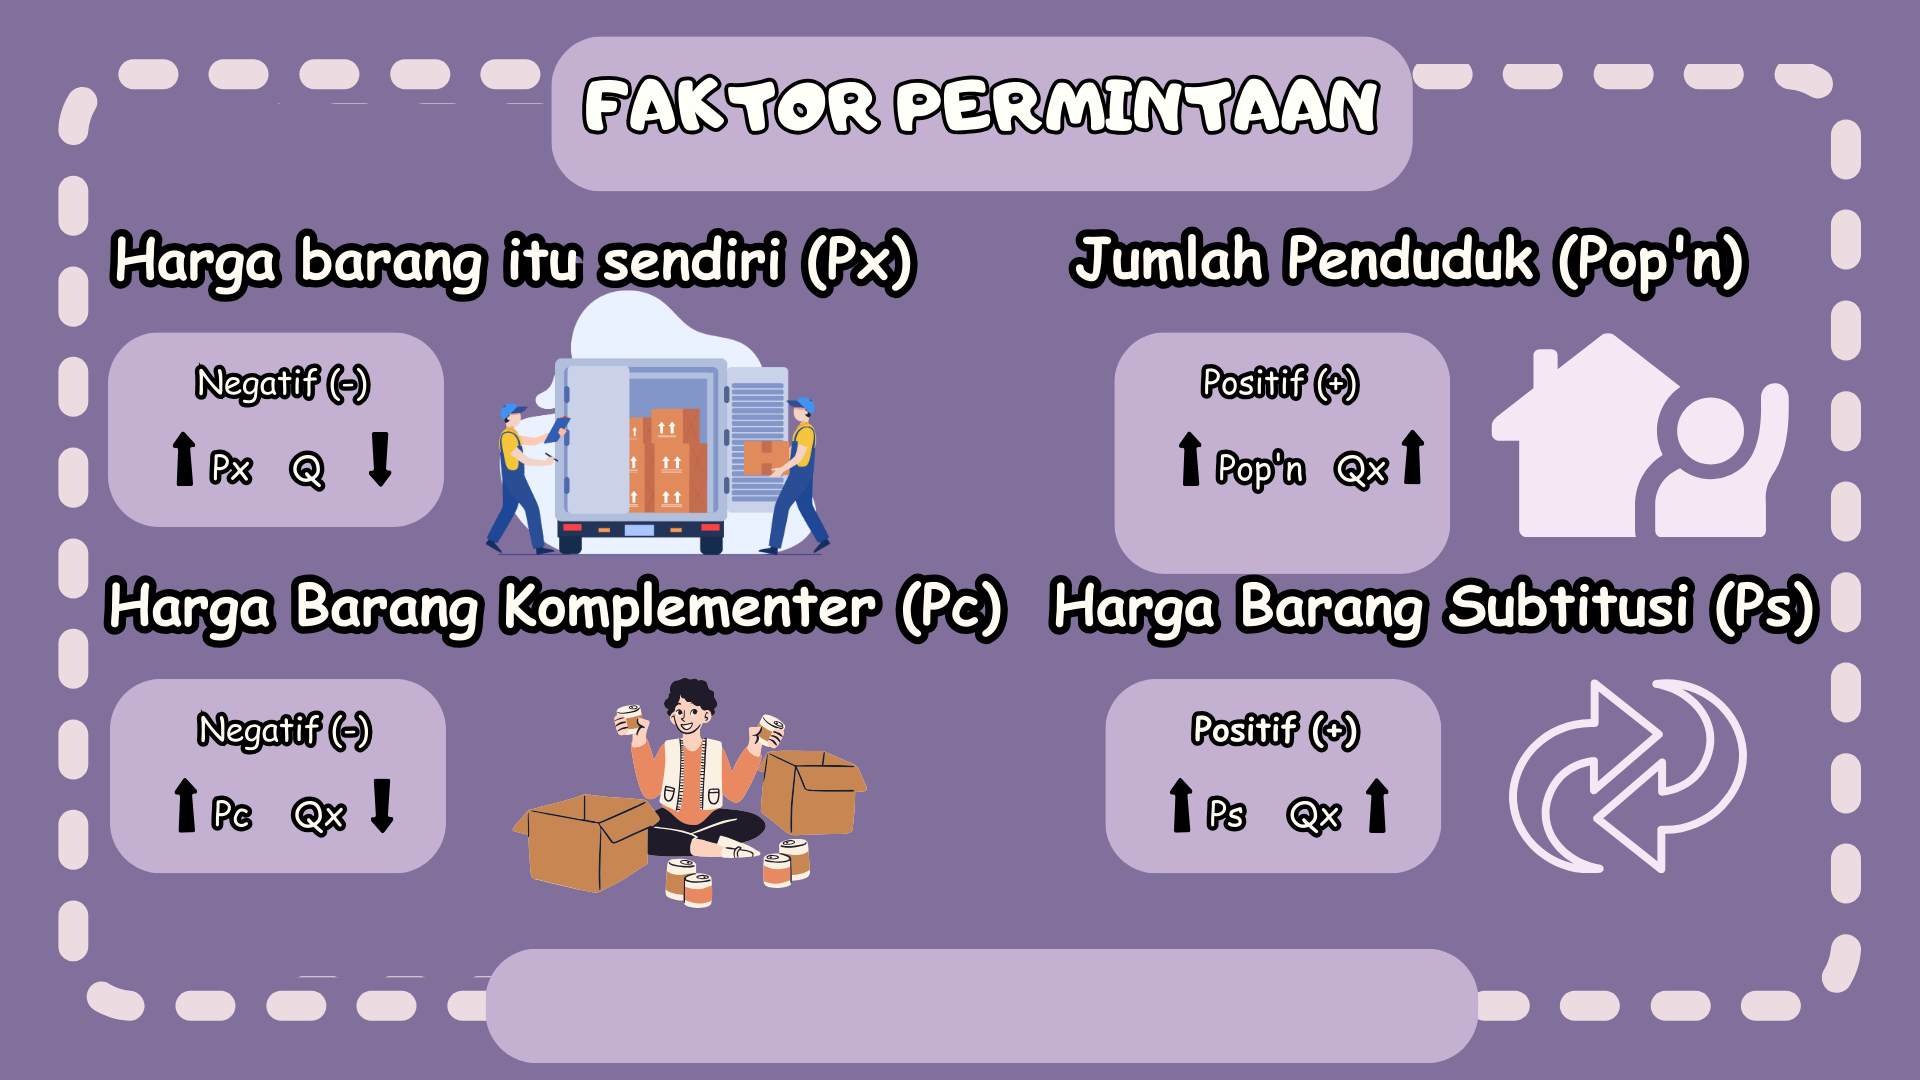 FAKTOR PERMINTAAN
Harga barang itu sendiri (Px)
Negatif (-)
Px Q
Jumlah Penduduk (Pop'n)
Positif (+)
Pop'n Qx
Harga Barang Komplementer (Pc)
Negatif (-)
Pc Qx
Harga Barang Subtitusi (Ps)
Positif (+)
Ps Qx